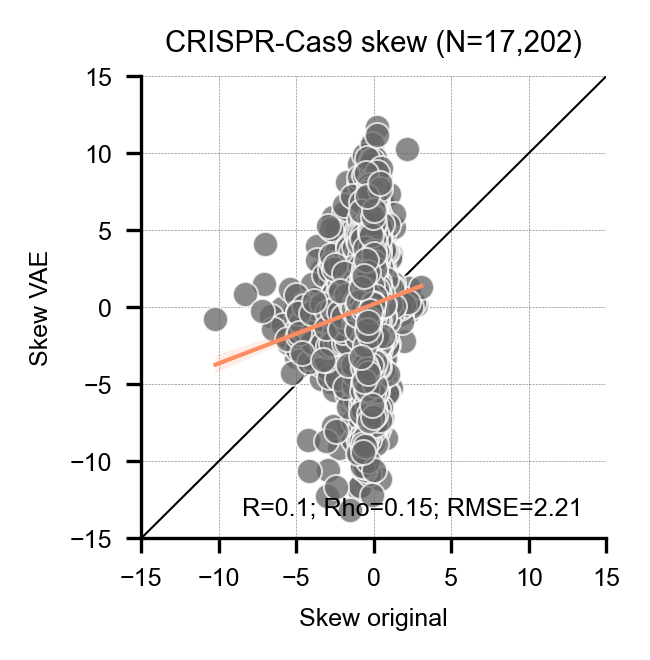 CRISPR-Cas9 skew (N=17,202)
15
10
5
0
−5
−10
−15
Skew VAE
R=0.1; Rho=0.15; RMSE=2.21
−15 −10 −5 0 5 10 15
Skew original